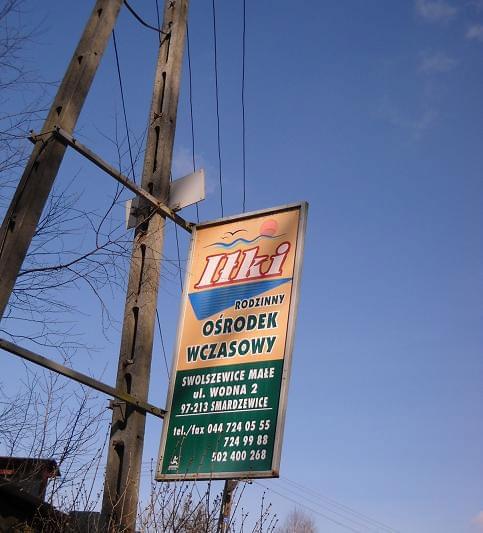 Iłki
RODZINNY
OŚRODEK
WCZASOWY
SWOLSZEWICE MAŁE
ul. WODNA 2
97-213 SMARDZEWICE
tel./fax 044 724 05 55
724 99 88
502 400 268